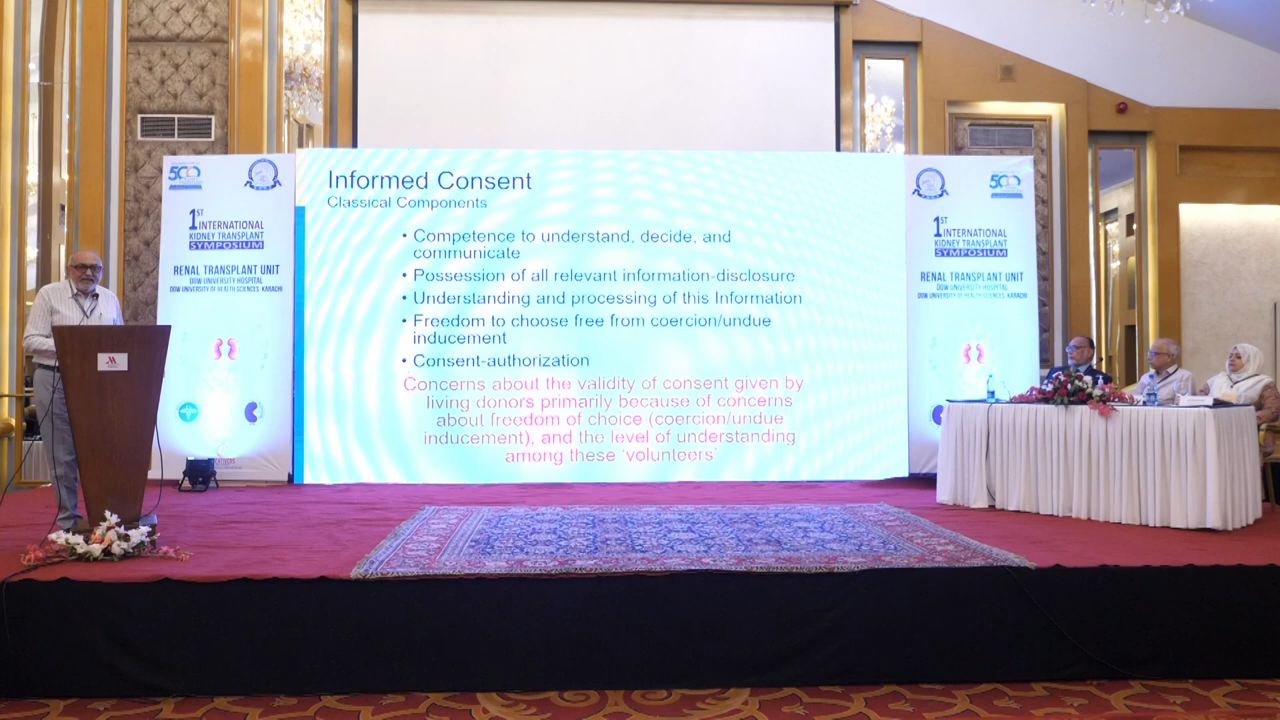 500
1ST
INTERNATIONAL
KIDNEY TRANSPLANT
SYMPOSIUM
RENAL TRANSPLANT UNIT
DOW UNIVERSITY HOSPITAL
DOW UNIVERSITY OF HEALTH SCIENCES, KARACHI
Informed Consent
Classical Components
• Competence to understand, decide, and
communicate
• Possession of all relevant information-disclosure
• Understanding and processing of this Information
• Freedom to choose free from coercion/undue
inducement
• Consent-authorization
Concerns about the validity of consent given by
living donors primarily because of concerns
about freedom of choice (coercion/undue
inducement), and the level of understanding
among these ‘volunteers’
500
1ST
INTERNATIONAL
KIDNEY TRANSPLANT
SYMPOSIUM
RENAL TRANSPLANT UNIT
DOW UNIVERSITY HOSPITAL
DOW UNIVERSITY OF HEALTH SCIENCES, KARACHI